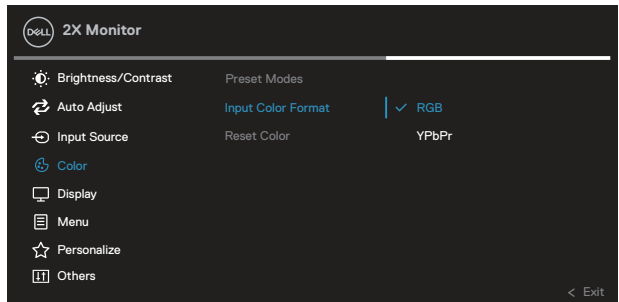 DELL 2X Monitor
Brightness/Contrast Preset Modes
Auto Adjust Input Color Format RGB
Input Source Reset Color YPbPr
Color
Display
Menu
Personalize
Others
< Exit